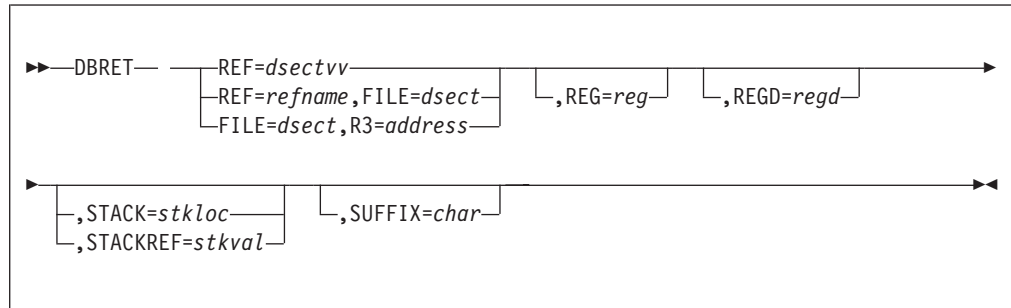 DBRET REF=dsectvv
REF=refname,FILE=dsect ,REG=reg ,REGD=regd
FILE=dsect,R3=address
,STACK=stkloc ,SUFFIX=char
,STACKREF=stkval